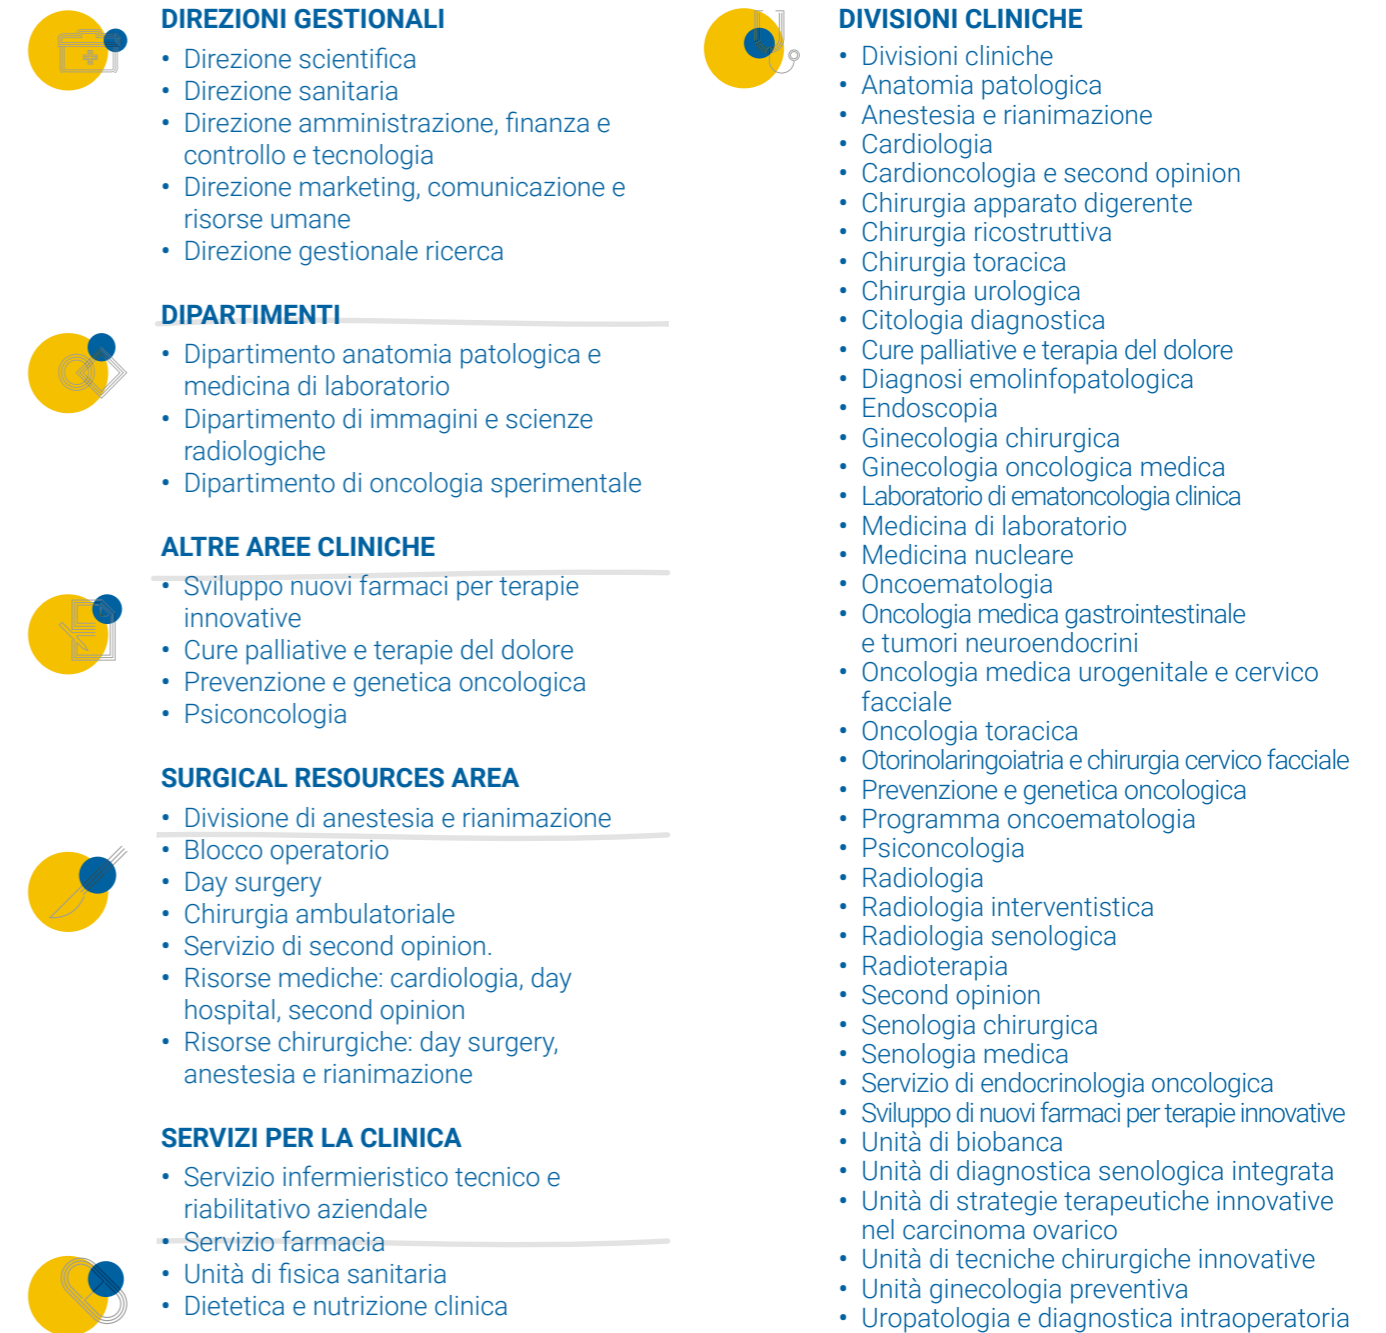 DIREZIONI GESTIONALI
• Direzione scientifica
• Direzione sanitaria
• Direzione amministrazione, finanza e
controllo e tecnologia
• Direzione marketing, comunicazione e
risorse umane
• Direzione gestionale ricerca
DIPARTIMENTI
• Dipartimento anatomia patologica e
medicina di laboratorio
• Dipartimento di immagini e scienze
radiologiche
• Dipartimento di oncologia sperimentale
ALTRE AREE CLINICHE
• Sviluppo nuovi farmaci per terapie
innovative
• Cure palliative e terapie del dolore
• Prevenzione e genetica oncologica
• Psiconcologia
SURGICAL RESOURCES AREA
• Divisione di anestesia e rianimazione
• Blocco operatorio
• Day surgery
• Chirurgia ambulatoriale
• Servizio di second opinion.
• Risorse mediche: cardiologia, day
hospital, second opinion
• Risorse chirurgiche: day surgery,
anestesia e rianimazione
SERVIZI PER LA CLINICA
• Servizio infermieristico tecnico e
riabilitativo aziendale
• Servizio farmacia
• Unità di fisica sanitaria
• Dietetica e nutrizione clinica
DIVISIONI CLINICHE
• Divisioni cliniche
• Anatomia patologica
• Anestesia e rianimazione
• Cardiologia
• Cardioncologia e second opinion
• Chirurgia apparato digerente
• Chirurgia ricostruttiva
• Chirurgia toracica
• Chirurgia urologica
• Citologia diagnostica
• Cure palliative e terapia del dolore
• Diagnosi emolinfopatologica
• Endoscopia
• Ginecologia chirurgica
• Ginecologia oncologica medica
• Laboratorio di ematoncologia clinica
• Medicina di laboratorio
• Medicina nucleare
• Oncoematologia
• Oncologia medica gastrointestinale
e tumori neuroendocrini
• Oncologia medica urogenitale e cervico
facciale
• Oncologia toracica
• Otorinolaringoiatria e chirurgia cervico facciale
• Prevenzione e genetica oncologica
• Programma oncoematologia
• Psiconcologia
• Radiologia
• Radiologia interventistica
• Radiologia senologica
• Radioterapia
• Second opinion
• Senologia chirurgica
• Senologia medica
• Servizio di endocrinologia oncologica
• Sviluppo di nuovi farmaci per terapie innovative
• Unità di biobanca
• Unità di diagnostica senologica integrata
• Unità di strategie terapeutiche innovative
nel carcinoma ovarico
• Unità di tecniche chirurgiche innovative
• Unità ginecologia preventiva
• Uropatologia e diagnostica intraoperatoria